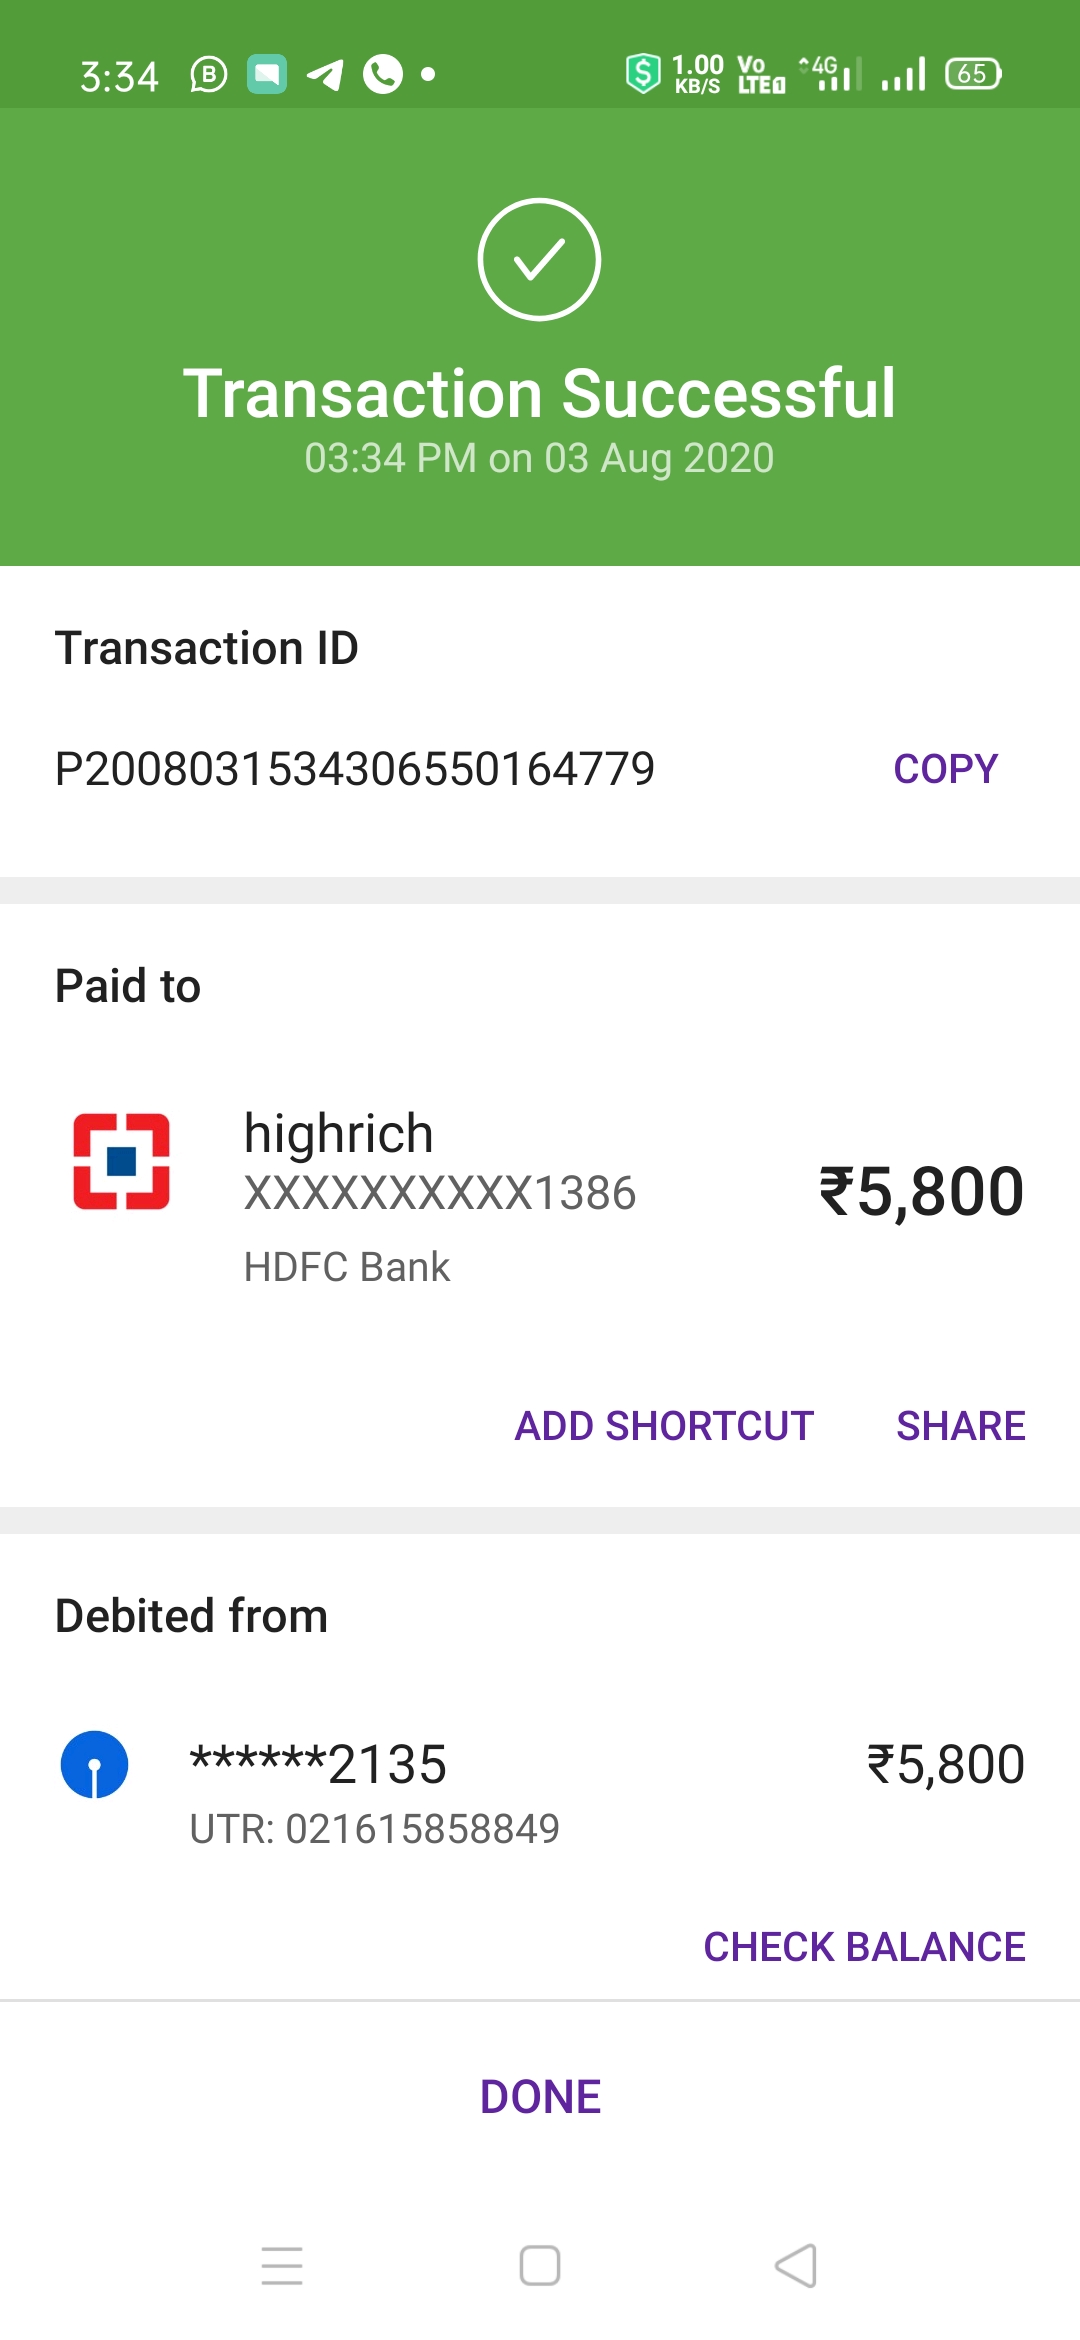 3:34 B $ 1.00 KB/S Vo LTE1 4G 65
Transaction Successful
03:34 PM on 03 Aug 2020
Transaction ID
P2008031534306550164779 COPY
Paid to
highrich
XXXXXXXXXX1386 ₹5,800
HDFC Bank
ADD SHORTCUT SHARE
Debited from
******2135 ₹5,800
UTR: 021615858849
CHECK BALANCE
DONE